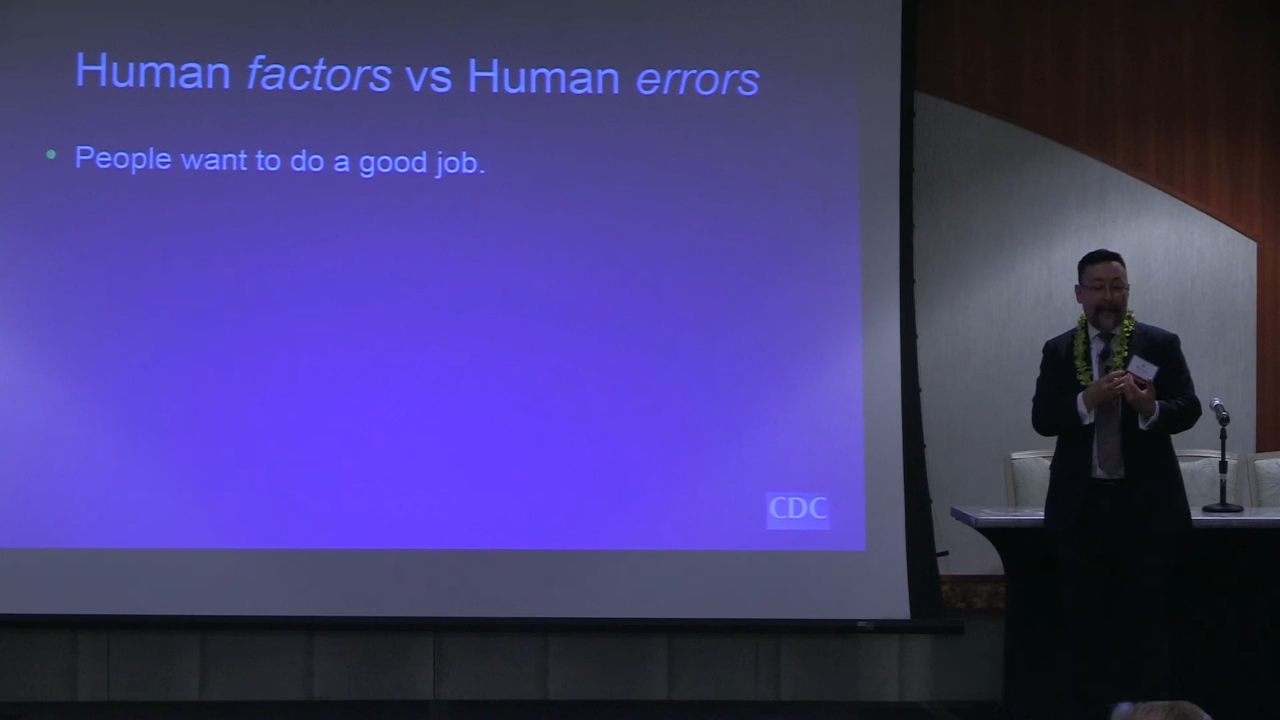 Human factors vs Human errors
• People want to do a good job.
CDC